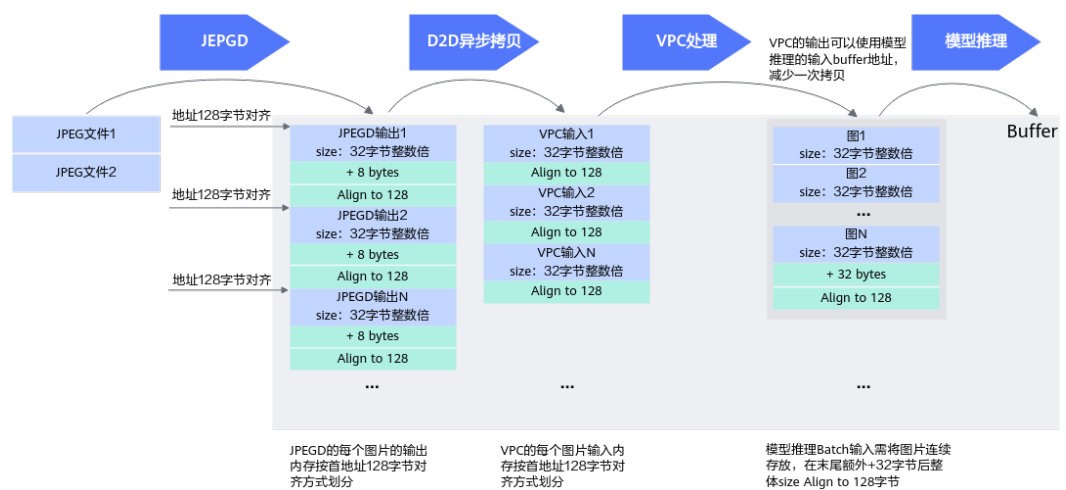 JEPGD
D2D异步拷贝
VPC处理
模型推理
VPC的输出可以使用模型
推理的输入buffer地址，
减少一次拷贝
JPEG文件1
JPEG文件2
地址128字节对齐
地址128字节对齐
地址128字节对齐
JPEGD输出1
size：32字节整数倍
+ 8 bytes
Align to 128
JPEGD输出2
size：32字节整数倍
+ 8 bytes
Align to 128
JPEGD输出N
size：32字节整数倍
+ 8 bytes
Align to 128
...
VPC输入1
size：32字节整数倍
Align to 128
VPC输入2
size：32字节整数倍
Align to 128
VPC输入N
size：32字节整数倍
Align to 128
...
Buffer
图1
size：32字节整数倍
图2
size：32字节整数倍
...
图N
size：32字节整数倍
+ 32 bytes
Align to 128
...
JPEGD的每个图片的输出
内存按首地址128字节对
齐方式划分
VPC的每个图片输入内
存按首地址128字节对
齐方式划分
模型推理Batch输入需将图片连续
存放，在末尾额外+32字节后整
体size Align to 128字节